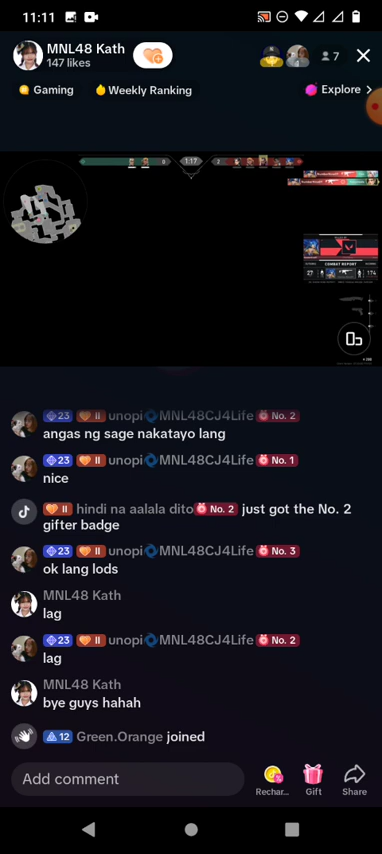 11:11
MNL48 Kath
147 likes
7
Gaming
Weekly Ranking
Explore
0
1:17
2
COMBAT REPORT
27
174
23 II unopi MNL48CJ4Life No. 2
angas ng sage nakatayo lang
23 II unopi MNL48CJ4Life No. 1
nice
II hindi na aalala dito No. 2 just got the No. 2
gifter badge
23 II unopi MNL48CJ4Life No. 3
ok lang lods
MNL48 Kath
lag
23 II unopi MNL48CJ4Life No. 2
lag
MNL48 Kath
bye guys hahah
12 Green.Orange joined
Add comment
Rechar...
Gift
Share